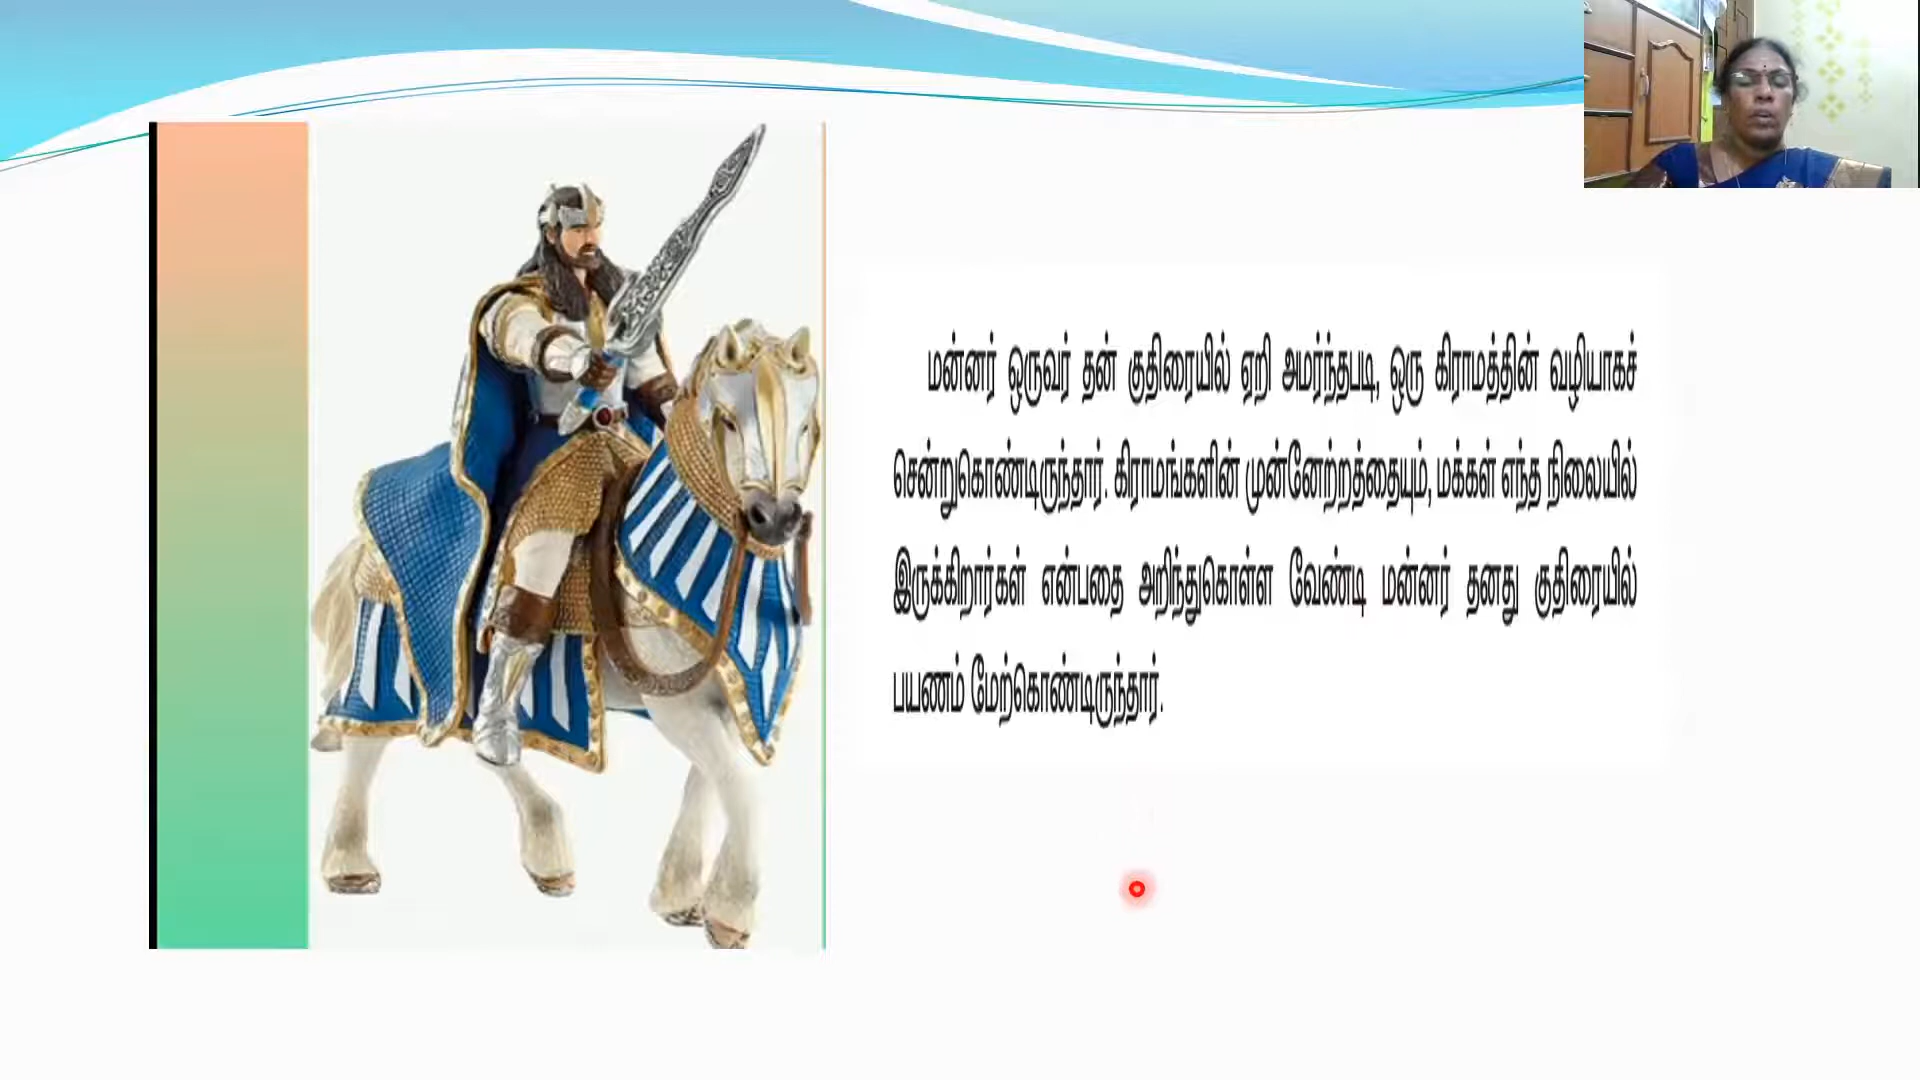 மன்னர் ஒருவர் தன் குதிரையில் ஏறி அமர்ந்தபடி, ஒரு கிராமத்தின் வழியாகச்
சென்றுகொண்டிருந்தார். கிராமங்களின் முன்னேற்றத்தையும், மக்கள் எந்த நிலையில்
இருக்கிறார்கள் என்பதை அறிந்துகொள்ள வேண்டி மன்னர் தனது குதிரையில்
பயணம் மேற்கொண்டிருந்தார்.